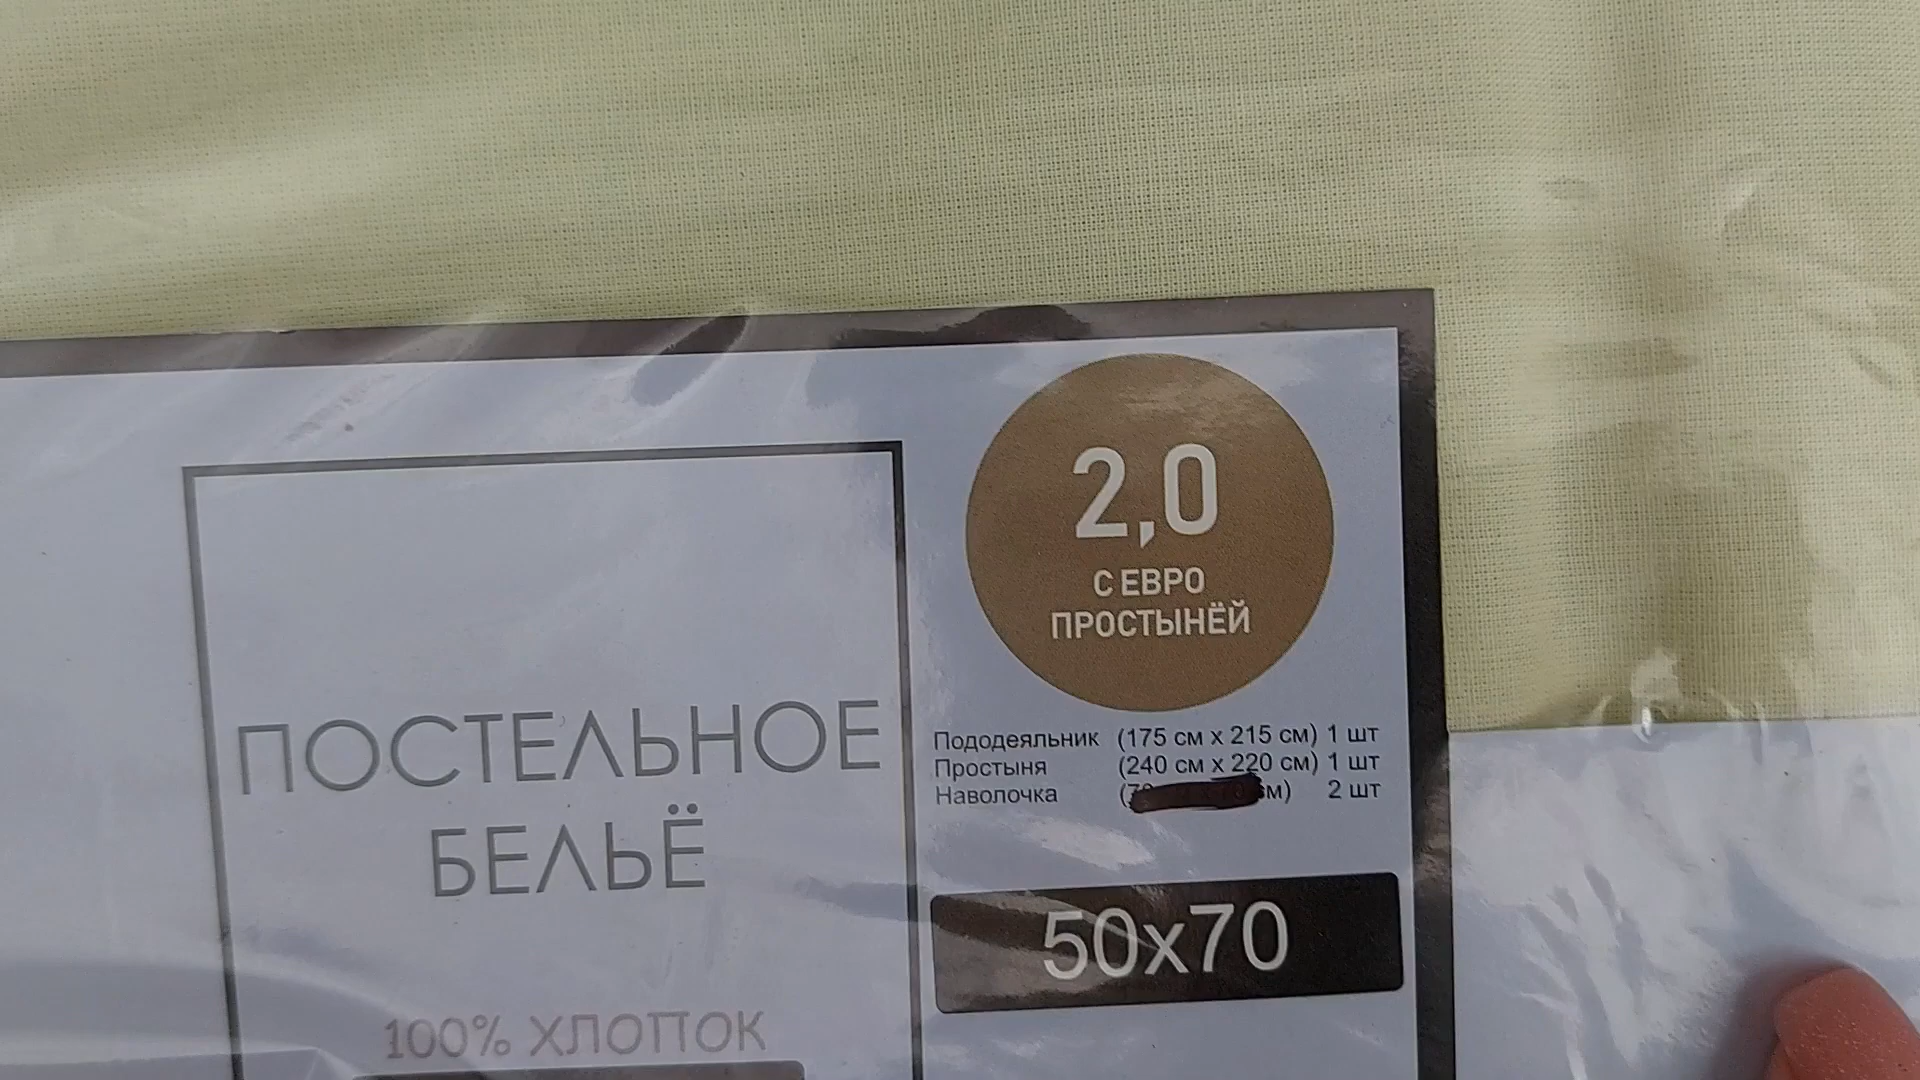 2,0
С ЕВРО
ПРОСТЫНЁЙ
Пододеяльник (175 см х 215 см) 1 шт
Простыня (240 см х 220 см) 1 шт
Наволочка 2 шт
50х70
ПОСТЕЛЬНОЕ
БЕЛЬЁ
100% ХЛОПОК